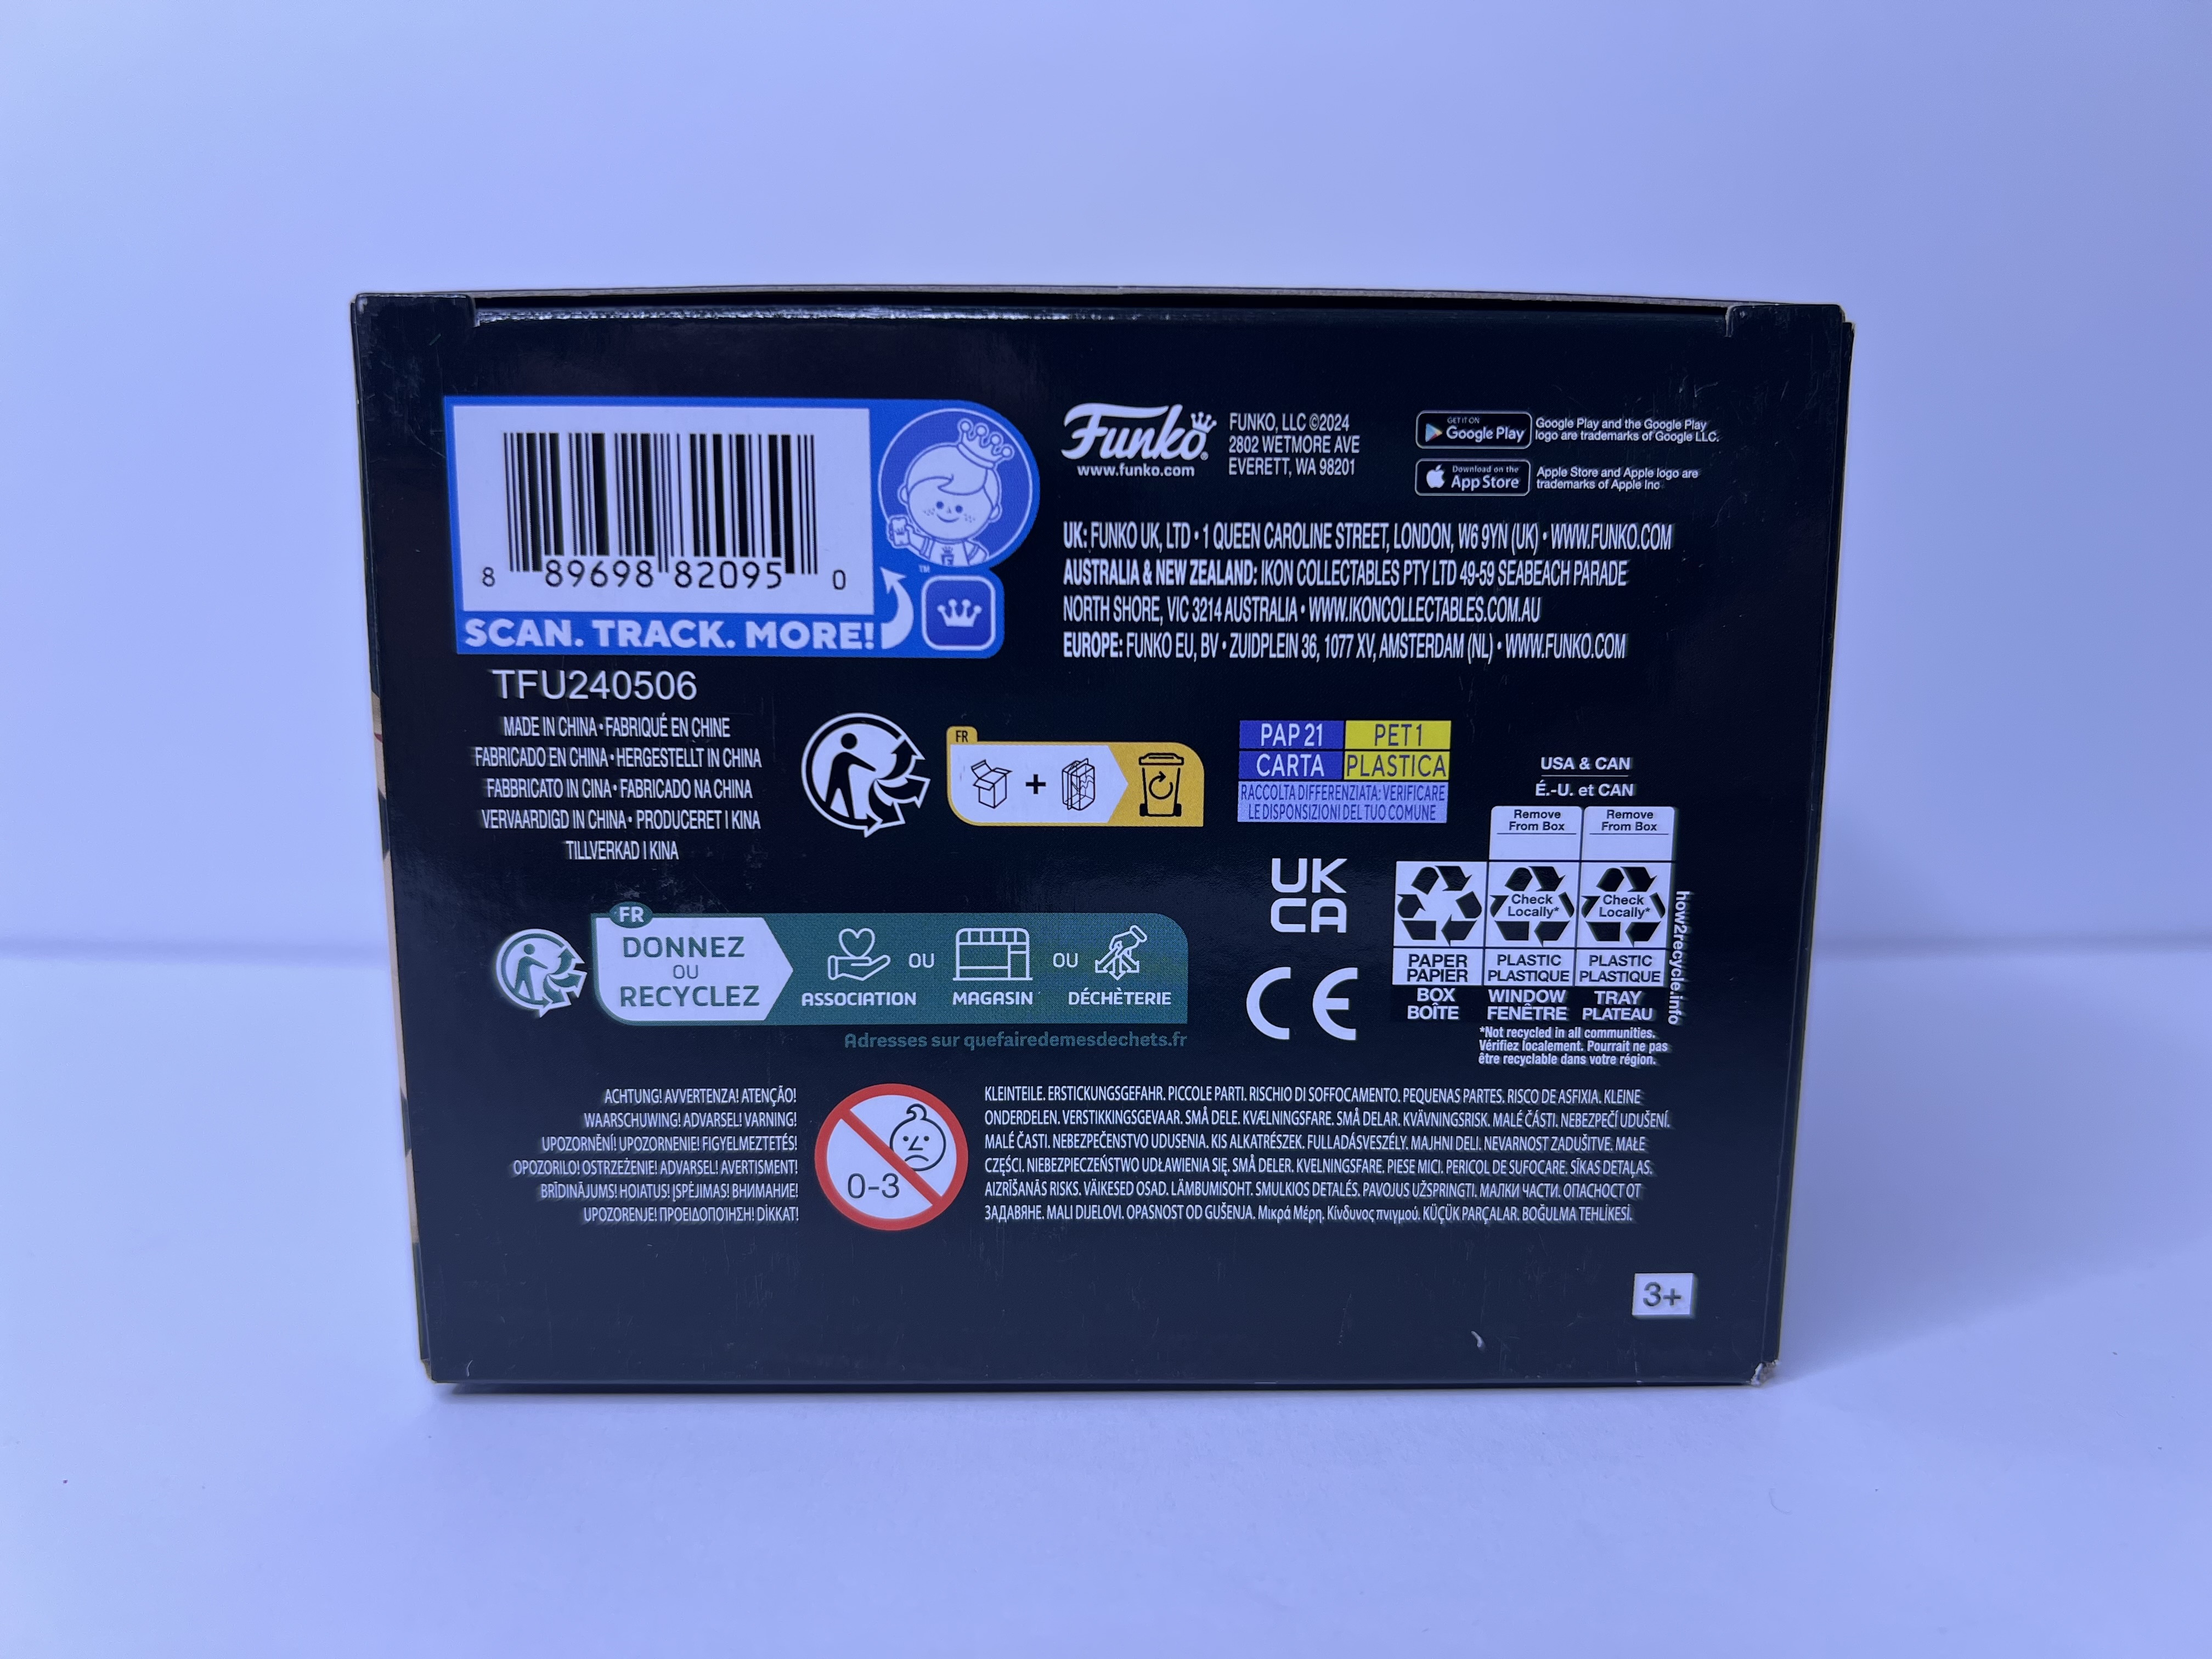 8 89698 82095 0
SCAN. TRACK. MORE!
™
Funko®
www.funko.com
FUNKO, LLC ©2024
2802 WETMORE AVE
EVERETT, WA 98201
GET IT ON
Google Play
Google Play and the Google Play
logo are trademarks of Google LLC.
Download on the
App Store
Apple Store and Apple logo are
trademarks of Apple Inc
UK: FUNKO UK, LTD • 1 QUEEN CAROLINE STREET, LONDON, W6 9YN (UK) • WWW.FUNKO.COM
AUSTRALIA & NEW ZEALAND: IKON COLLECTABLES PTY LTD 49-59 SEABEACH PARADE
NORTH SHORE, VIC 3214 AUSTRALIA • WWW.IKONCOLLECTABLES.COM.AU
EUROPE: FUNKO EU, BV • ZUIDPLEIN 36, 1077 XV, AMSTERDAM (NL) • WWW.FUNKO.COM
TFU240506
MADE IN CHINA • FABRIQUÉ EN CHINE
FABRICADO EN CHINA • HERGESTELLT IN CHINA
FABBRICATO IN CINA • FABRICADO NA CHINA
VERVAARDIGD IN CHINA • PRODUCERET I KINA
TILLVERKAD I KINA
FR
+
PAP 21 PET 1
CARTA PLASTICA
RACCOLTA DIFFERENZIATA: VERIFICARE
LE DISPOSIZIONI DEL TUO COMUNE
USA & CAN
É.-U. et CAN
Remove
From Box
Remove
From Box
Check
Locally*
Check
Locally*
PAPER
PAPIER
PLASTIC
PLASTIQUE
PLASTIC
PLASTIQUE
BOX
BOÎTE
WINDOW
FENÊTRE
TRAY
PLATEAU
how2recycle.info
*Not recycled in all communities.
Vérifiez localement. Pourrait ne pas
être recyclable dans votre région.
UK
CA
CE
FR
DONNEZ
OU
RECYCLEZ
ASSOCIATION
OU
MAGASIN
OU
DÉCHÈTERIE
Adresses sur quefairedemesdechets.fr
ACHTUNG! AVVERTENZA! ATENÇÃO!
WAARSCHUWING! ADVARSEL! VARNING!
UPOZORNĚNÍ! UPOZORNENIE! FIGYELMEZTETÉS!
OPOZORILO! OSTRZEŻENIE! ADVARSEL! AVERTISMENT!
BRĪDINĀJUMS! HOIATUS! ĮSPĖJIMAS! ВНИМАНИЕ!
UPOZORENJE! ΠΡΟΕΙΔΟΠΟΊΗΣΗ! DİKKAT!
0-3
KLEINTEILE. ERSTICKUNGSGEFAHR. PICCOLE PARTI. RISCHIO DI SOFFOCAMENTO. PEQUENAS PARTES. RISCO DE ASFIXIA. KLEINE
ONDERDELEN. VERSTIKKINGSGEVAAR. SMÅ DELE. KVÆLNINGSFARE. SMÅ DELAR. KVÄVNINGSRISK. MALÉ ČÁSTI. NEBEZPEČÍ UDUŠENÍ.
MALÉ ČASTI. NEBEZPEČENSTVO UDUSENIA. KIS ALKATRÉSZEK. FULLADÁSVESZÉLY. MAJHNI DELI. NEVARNOST ZADUŠITVE. MAŁE
CZĘŚCI. NIEBEZPIECZEŃSTWO UDŁAWIENIA SIĘ. SMÅ DELER. KVELNINGSFARE. PIESE MICI. PERICOL DE SUFOCARE. SĪKAS DETAĻAS.
AIZRĪŠANĀS RISKS. VÄIKESED OSAD. LÄMBUMISOHT. SMULKIOS DETALĖS. PAVOJUS UŽSPRINGTI. МАЛКИ ЧАСТИ. ОПАСНОСТ ОТ
ЗАДАВЯНЕ. MALI DIJELOVI. OPASNOST OD GUŠENJA. Μικρά Μέρη. Κίνδυνος πνιγμού. KÜÇÜK PARÇALAR. BOĞULMA TEHLİKESİ.
3+